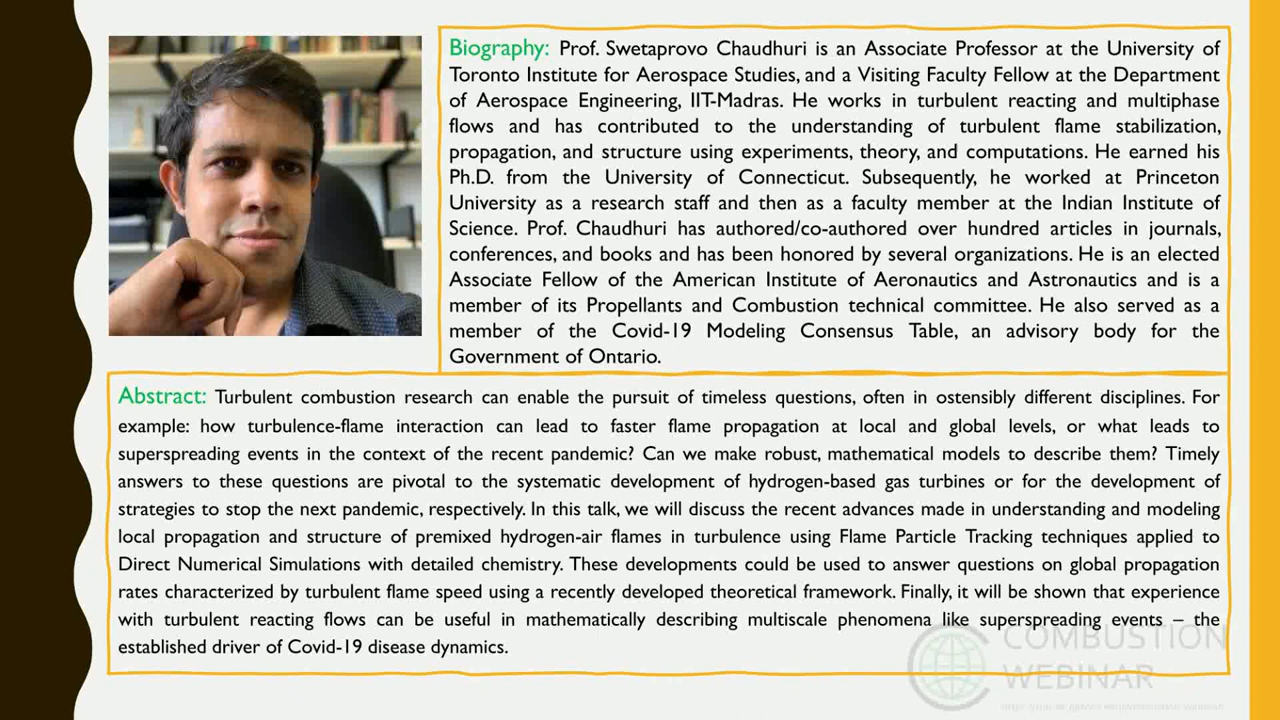 Biography: Prof. Swetaprovo Chaudhuri is an Associate Professor at the University of
Toronto Institute for Aerospace Studies, and a Visiting Faculty Fellow at the Department
of Aerospace Engineering, IIT-Madras. He works in turbulent reacting and multiphase
flows and has contributed to the understanding of turbulent flame stabilization,
propagation, and structure using experiments, theory, and computations. He earned his
Ph.D. from the University of Connecticut. Subsequently, he worked at Princeton
University as a research staff and then as a faculty member at the Indian Institute of
Science. Prof. Chaudhuri has authored/co-authored over hundred articles in journals,
conferences, and books and has been honored by several organizations. He is an elected
Associate Fellow of the American Institute of Aeronautics and Astronautics and is a
member of its Propellants and Combustion technical committee. He also served as a
member of the Covid-19 Modeling Consensus Table, an advisory body for the
Government of Ontario.
Abstract: Turbulent combustion research can enable the pursuit of timeless questions, often in ostensibly different disciplines. For
example: how turbulence-flame interaction can lead to faster flame propagation at local and global levels, or what leads to
superspreading events in the context of the recent pandemic? Can we make robust, mathematical models to describe them? Timely
answers to these questions are pivotal to the systematic development of hydrogen-based gas turbines or for the development of
strategies to stop the next pandemic, respectively. In this talk, we will discuss the recent advances made in understanding and modeling
local propagation and structure of premixed hydrogen-air flames in turbulence using Flame Particle Tracking techniques applied to
Direct Numerical Simulations with detailed chemistry. These developments could be used to answer questions on global propagation
rates characterized by turbulent flame speed using a recently developed theoretical framework. Finally, it will be shown that experience
with turbulent reacting flows can be useful in mathematically describing multiscale phenomena like superspreading events – the
established driver of Covid-19 disease dynamics.
COMBUSTION
WEBINAR